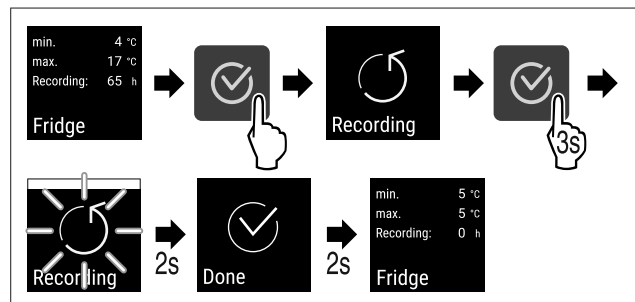 min. 4 °C
max. 17 °C
Recording: 65 h
Fridge
Recording
3s
Recording
2s
Done
2s
min. 5 °C
max. 5 °C
Recording: 0 h
Fridge